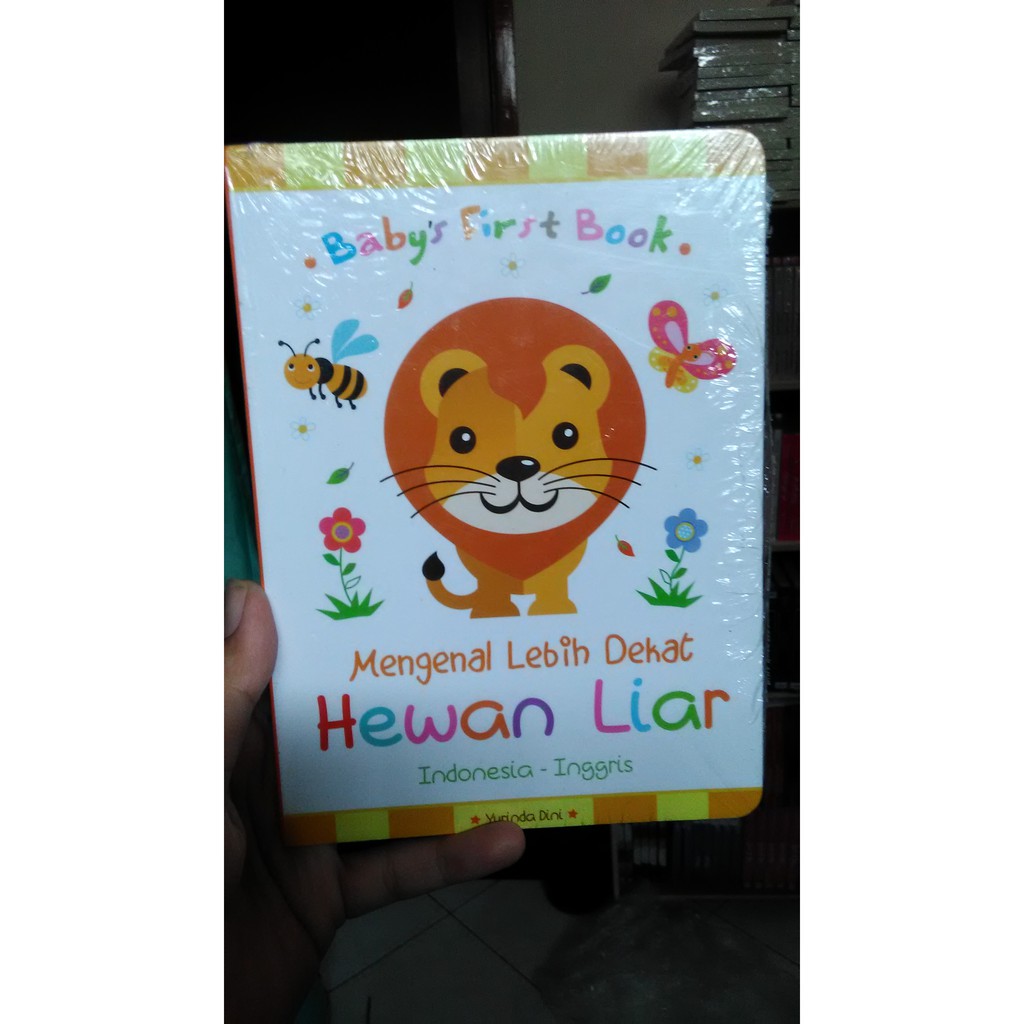 Baby's First Book
Mengenal Lebih Dekat
Hewan Liar
Indonesia - Inggris
Yurinda Dini